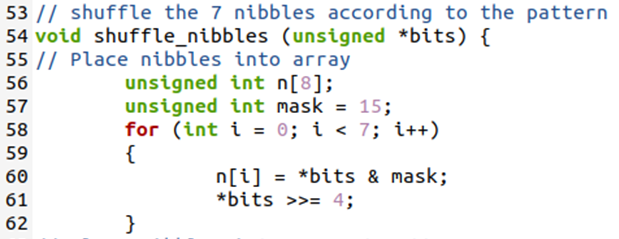 53 // shuffle the 7 nibbles according to the pattern
54 void shuffle_nibbles (unsigned *bits) {
55 // Place nibbles into array
56 unsigned int n[8];
57 unsigned int mask = 15;
58 for (int i = 0; i < 7; i++)
59 {
60 n[i] = *bits & mask;
61 *bits >>= 4;
62 }